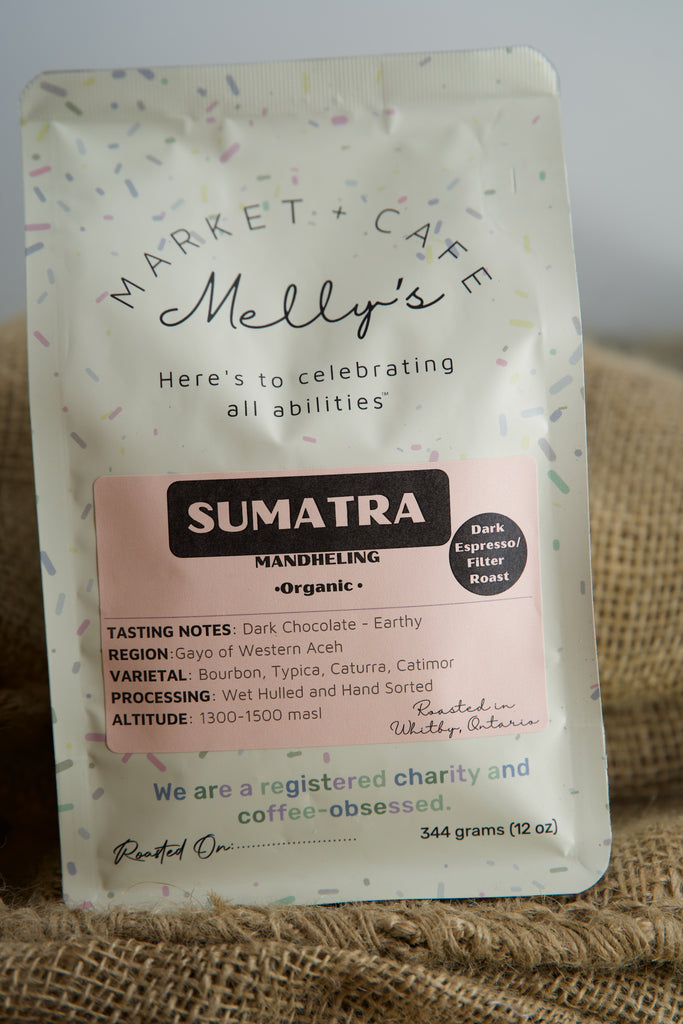 MARKET + CAFE
Melly's
Here's to celebrating
all abilities™
SUMATRA
MANDHELING
•Organic •
Dark
Espresso/
Filter
Roast
TASTING NOTES: Dark Chocolate - Earthy
REGION:Gayo of Western Aceh
VARIETAL: Bourbon, Typica, Caturra, Catimor
PROCESSING: Wet Hulled and Hand Sorted
ALTITUDE: 1300-1500 masl
Roasted in
Whitby, Ontario
We are a registered charity and
coffee-obsessed.
Roasted On:........................
344 grams (12 oz)